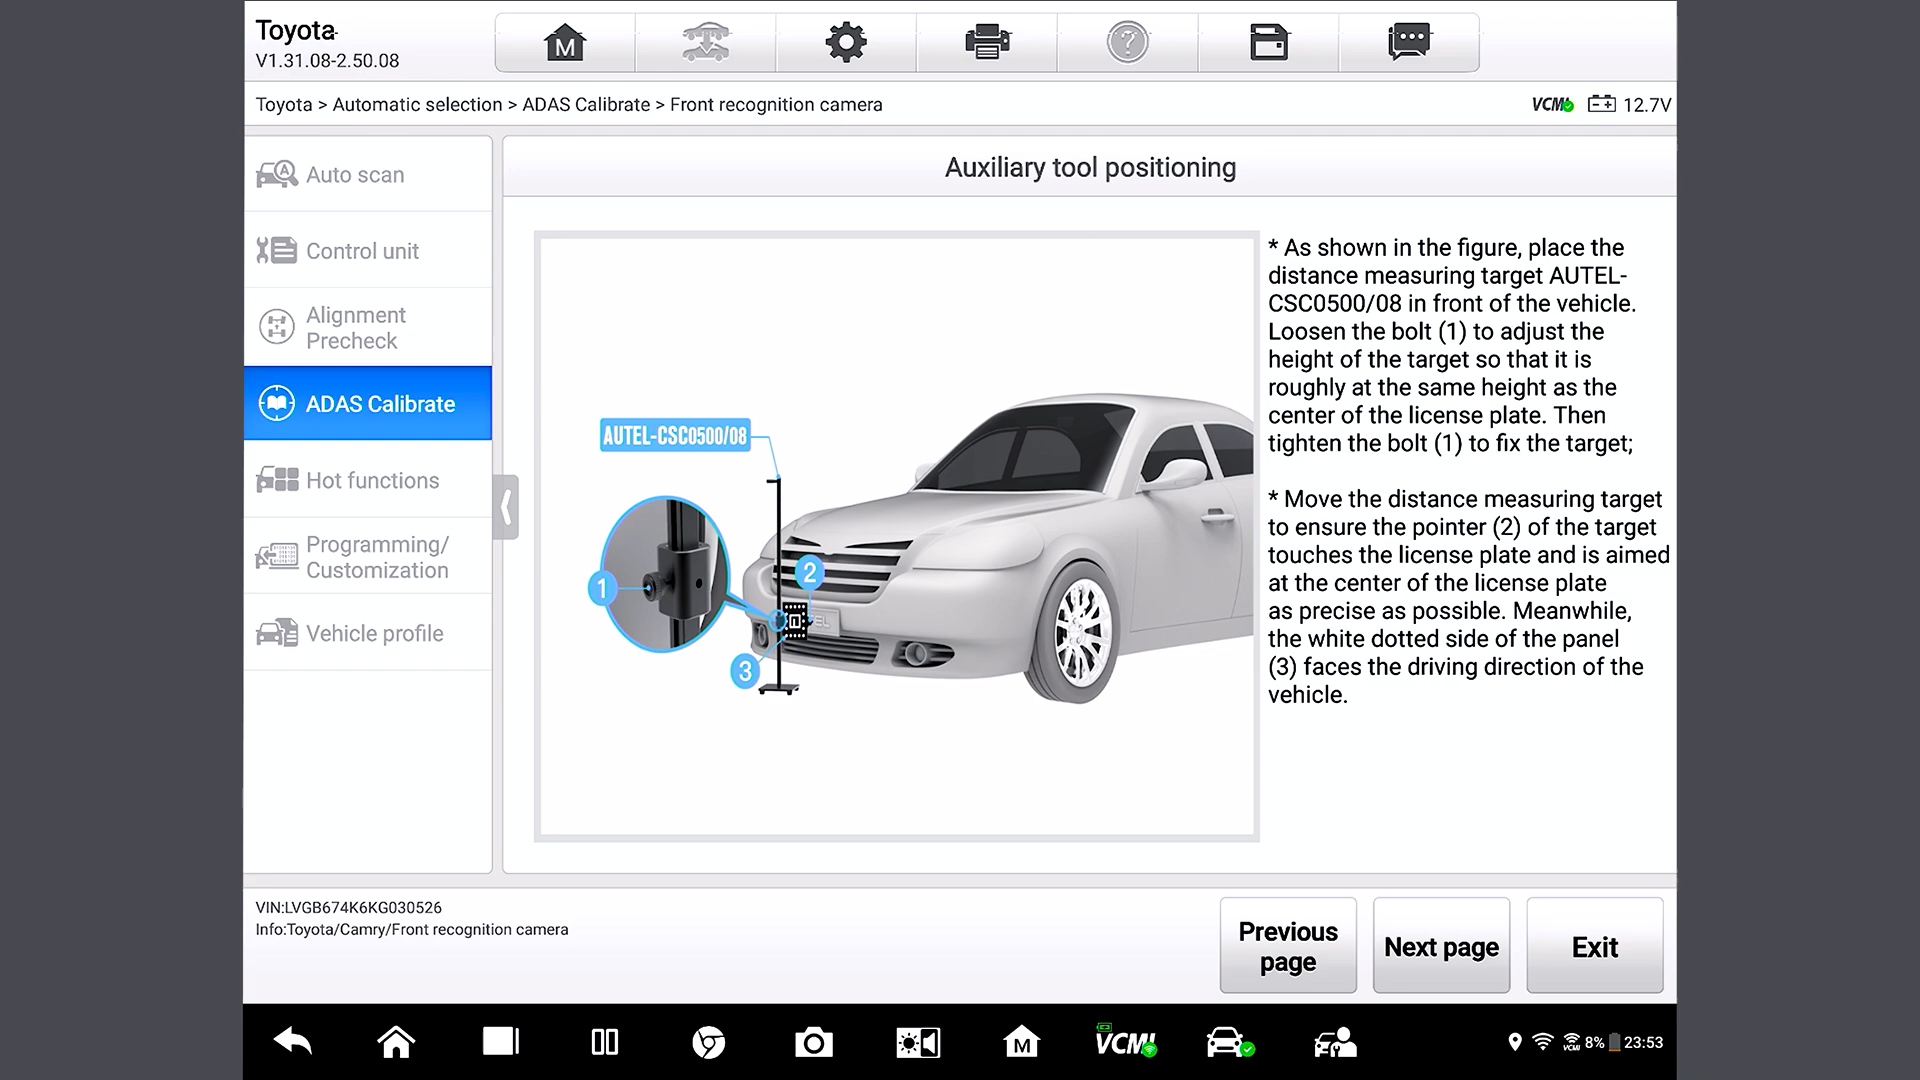 Toyota
V1.31.08-2.50.08
M
?
Toyota > Automatic selection > ADAS Calibrate > Front recognition camera
VCMI
12.7V
A
Auto scan
Control unit
Alignment
Precheck
ADAS Calibrate
Hot functions
Programming/
Customization
Vehicle profile
Auxiliary tool positioning
AUTEL-CSC0500/08
1
2
3
* As shown in the figure, place the
distance measuring target AUTEL-
CSC0500/08 in front of the vehicle.
Loosen the bolt (1) to adjust the
height of the target so that it is
roughly at the same height as the
center of the license plate. Then
tighten the bolt (1) to fix the target;
* Move the distance measuring target
to ensure the pointer (2) of the target
touches the license plate and is aimed
at the center of the license plate
as precise as possible. Meanwhile,
the white dotted side of the panel
(3) faces the driving direction of the
vehicle.
VIN:LVGB674K6KG030526
Info:Toyota/Camry/Front recognition camera
Previous
page
Next page
Exit
M
VCMI
VCMI
8%
23:53